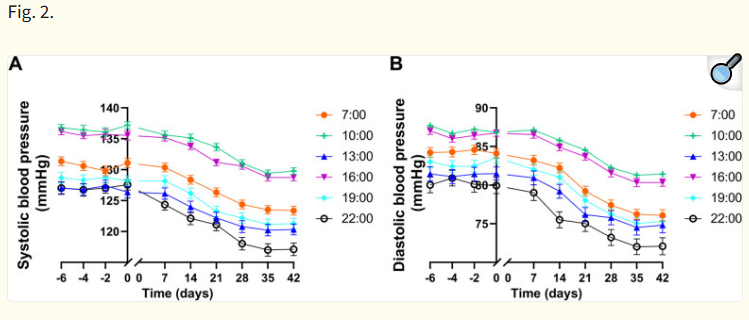 Fig. 2.
A
Systolic blood pressure
(mmHg)
140
135
130
125
120
-6 -4 -2 0 0 7 14 21 28 35 42
Time (days)
7:00
10:00
13:00
16:00
19:00
22:00
B
Diastolic blood pressure
(mmHg)
90
85
80
75
-6 -4 -2 0 0 7 14 21 28 35 42
Time (days)
7:00
10:00
13:00
16:00
19:00
22:00